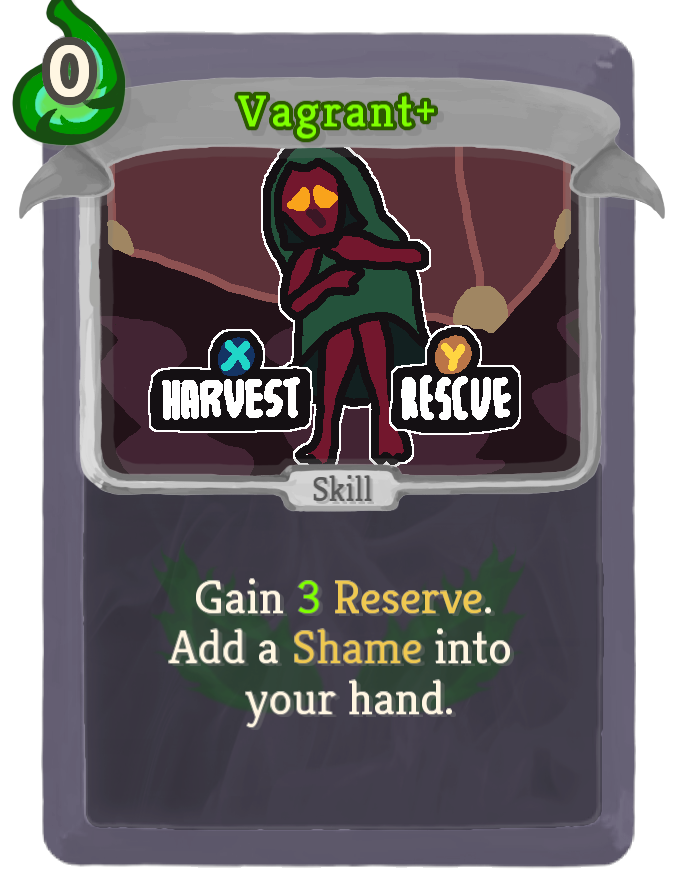 0
Vagrant+
X
Y
HARVEST
RESCUE
Skill
Gain 3 Reserve.
Add a Shame into
your hand.